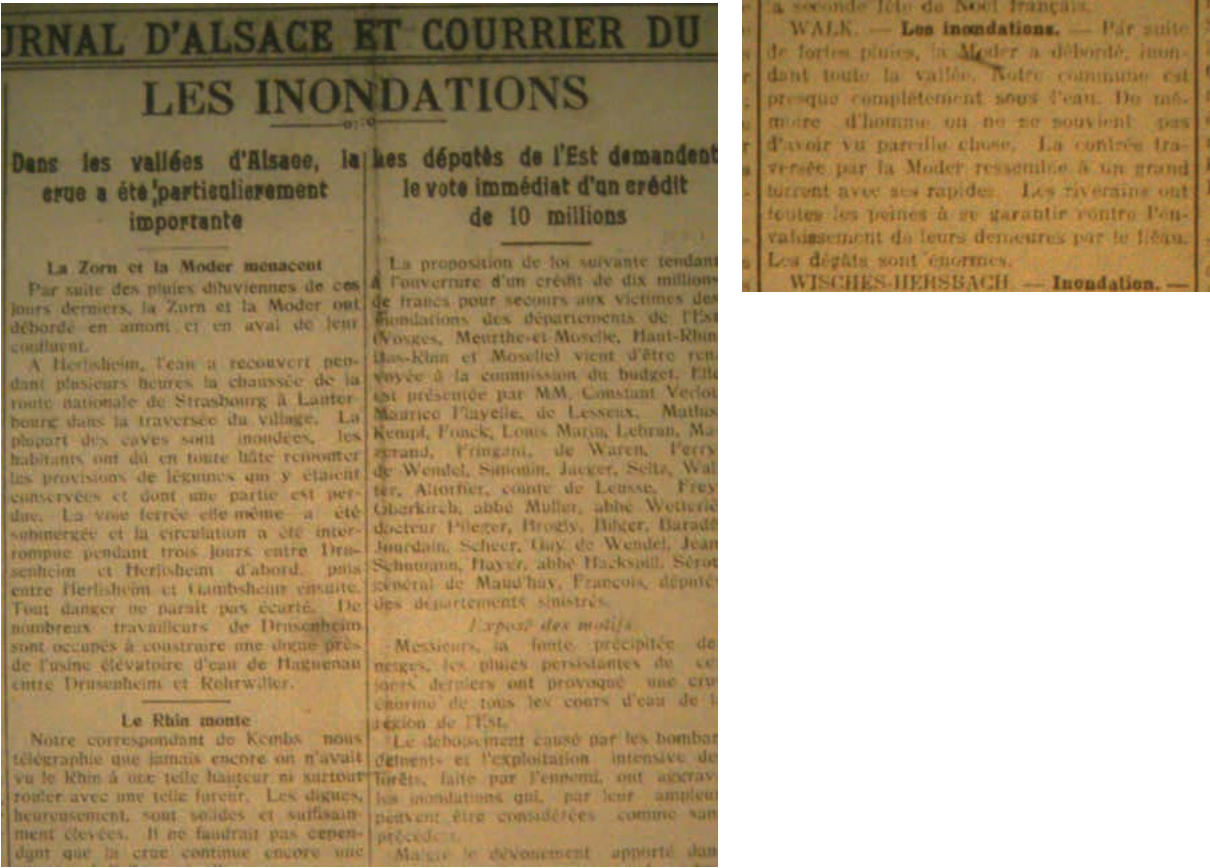 URNAL D'ALSACE ET COURRIER DU
LES INONDATIONS
Dans les vallées d'Alsace, la
crue a été particulièrement
importante
La Zorn et la Moder menacent
Par suite des pluies diluviennes de ces
jours derniers, la Zorn et la Moder ont
débordé en amont et en aval de leur
confluent.
A Herlisheim, l'eau a recouvert pen-
dant plusieurs heures la chaussée de la
route nationale de Strasbourg à Lauter-
bourg dans la traversée du village. La
plupart des caves sont inondées, les
habitants ont dû en toute hâte remonter
les provisions de légumes qui y étaient
conservées et dont une partie est per-
due. La voie ferrée elle même a été
submergée et la circulation a été inter-
rompue pendant trois jours entre Dru-
senheim et Herlisheim d'abord, puis
entre Herlisheim et Gambsheim ensuite.
Tout danger ne paraît pas écarté. De
nombreux travailleurs de Drusenheim
sont occupés à construire une digue près
de l'usine élévatoire d'eau de Haguenau
entre Drusenheim et Rohrwiller.
Le Rhin monte
Notre correspondant de Kembs nous
télégraphie que jamais encore on n'avait
vu le Rhin à une telle hauteur ni surtout
rouler avec une telle fureur. Les digues,
heureusement, sont solides et suffisam-
ment élevées. Il ne faudrait pas cepen-
dant que la crue continue encore une
Les députés de l'Est demandent
le vote immédiat d'un crédit
de 10 millions
La proposition de loi suivante tendant
à l'ouverture d'un crédit de dix millions
de francs pour secours aux victimes des
inondations des départements de l'Est
(Vosges, Meurthe-et-Moselle, Haut-Rhin
Bas-Rhin et Moselle) vient d'être ren-
voyée à la commission du budget. Elle
est présentée par MM. Constant Verlot
Maurice Flayelle, de Lesseux, Mathis
Kempf, Fonck, Louis Marin, Lebrun, Ma-
zerand, Fringant, de Waren, Ferry
de Wendel, Simonin, Jaeger, Seltz, Wal
ter, Altorffer, comte de Leusse, Frey
Oberkirch, abbé Muller, abbé Wetterlé
docteur Pfleger, Brogly, Bilger, Baradé
Jourdain, Scheer, Guy de Wendel, Jean
Schumann, Hayer, abbé Hackspill, Sérot
général de Maud'huy, François, députés
des départements sinistrés.
Exposé des motifs
Messieurs, la fonte précipitée de
neiges, les pluies persistantes de ce
jours derniers ont provoqué une cru
énorme de tous les cours d'eau de l
région de l'Est.
Le déboisement causé par les bombar
dements et l'exploitation intensive de
forêts, faite par l'ennemi, ont aggrav
les inondations qui, par leur ampleur
peuvent être considérées comme san
précédent.
Malgré le dévouement apporté dan
la seconde fête de Noël français.
WALK. — Les inondations. — Par suite
de fortes pluies, la Moder a débordé, inon-
dant toute la vallée. Notre commune est
presque complètement sous l'eau. De mé-
moire d'homme on ne se souvient pas
d'avoir vu pareille chose. La contrée tra-
versée par la Moder ressemble à un grand
torrent avec ses rapides. Les riverains ont
toutes les peines à se garantir contre l'en-
vahissement de leurs demeures par le fléau.
Les dégâts sont énormes.
WISCHES-HERSBACH. — Inondation. —